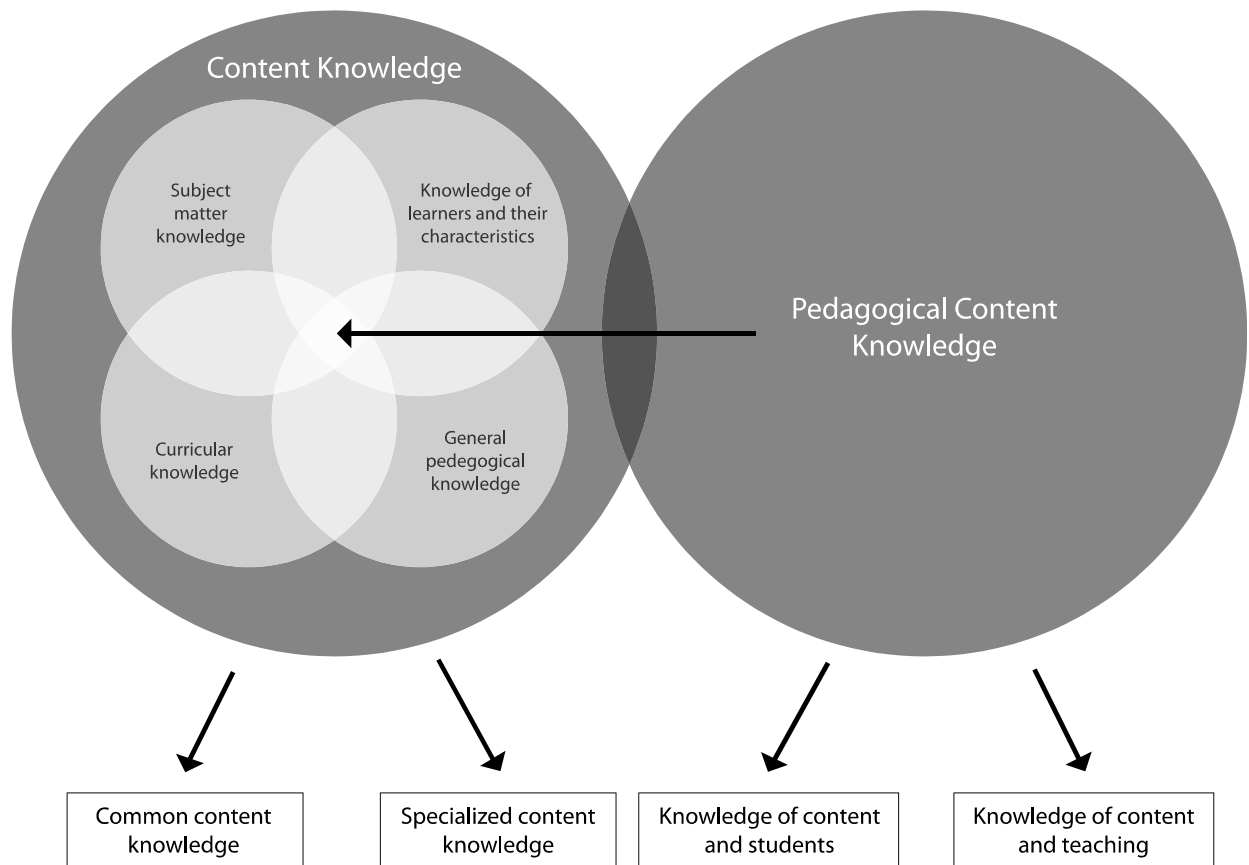 Content Knowledge
Subject
matter
knowledge
Knowledge of
learners and their
characteristics
Curricular
knowledge
General
pedegogical
knowledge
Pedagogical Content
Knowledge
Common content
knowledge
Specialized content
knowledge
Knowledge of content
and students
Knowledge of content
and teaching